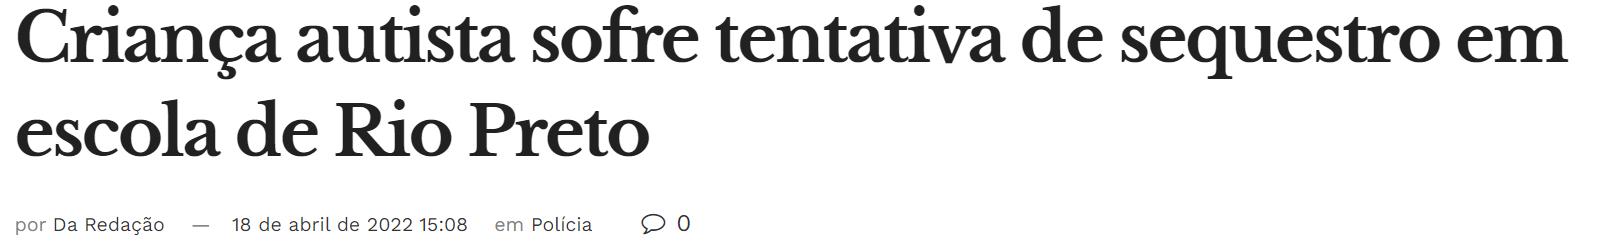 Criança autista sofre tentativa de sequestro em
escola de Rio Preto
por Da Redação — 18 de abril de 2022 15:08 em Polícia 0